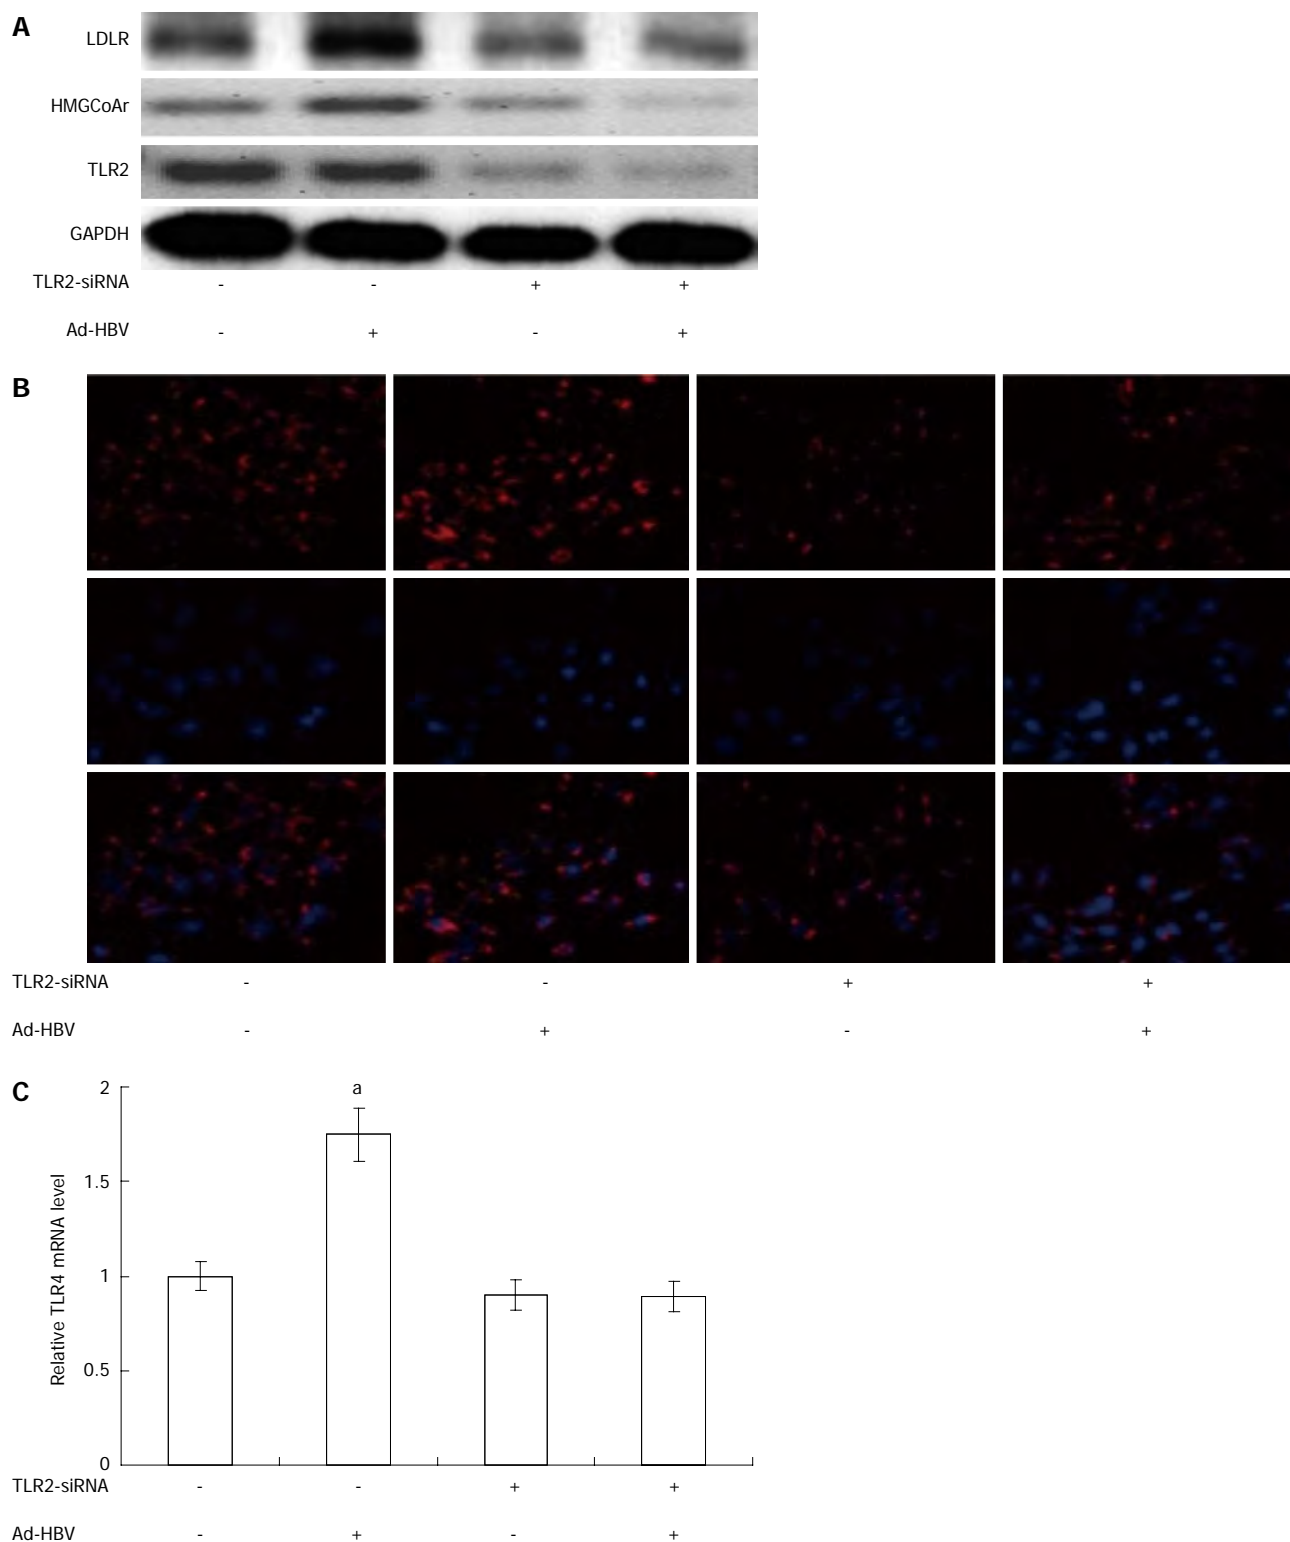 A
LDLR
HMGCoAr
TLR2
GAPDH
TLR2-siRNA - - + +
Ad-HBV - + - +
B
TLR2-siRNA - - + +
Ad-HBV - + - +
C
Relative TLR4 mRNA level
2
1.5
1
0.5
0
a
TLR2-siRNA - - + +
Ad-HBV - + - +